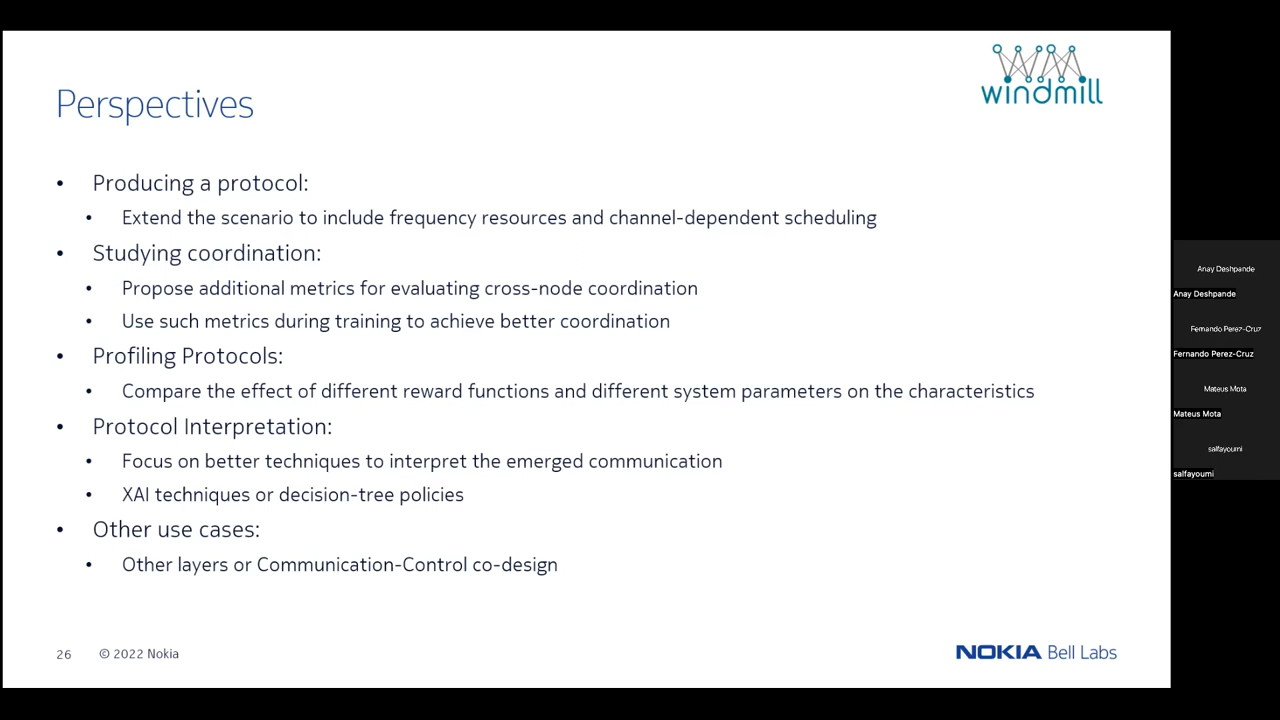 windmill
Perspectives
• Producing a protocol:
• Extend the scenario to include frequency resources and channel-dependent scheduling
• Studying coordination:
• Propose additional metrics for evaluating cross-node coordination
• Use such metrics during training to achieve better coordination
• Profiling Protocols:
• Compare the effect of different reward functions and different system parameters on the characteristics
• Protocol Interpretation:
• Focus on better techniques to interpret the emerged communication
• XAI techniques or decision-tree policies
• Other use cases:
• Other layers or Communication-Control co-design
26 © 2022 Nokia
NOKIA Bell Labs
Anay Deshpande
Anay Deshpande
Fernando Perez-Cruz
Fernando Perez-Cruz
Mateus Mota
Mateus Mota
salfayoumi
salfayoumi